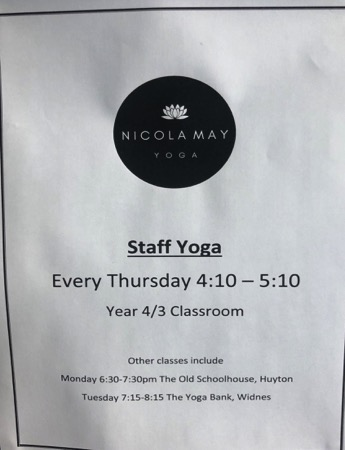 NICOLA MAY
YOGA
Staff Yoga
Every Thursday 4:10 – 5:10
Year 4/3 Classroom
Other classes include
Monday 6:30-7:30pm The Old Schoolhouse, Huyton
Tuesday 7:15-8:15 The Yoga Bank, Widnes